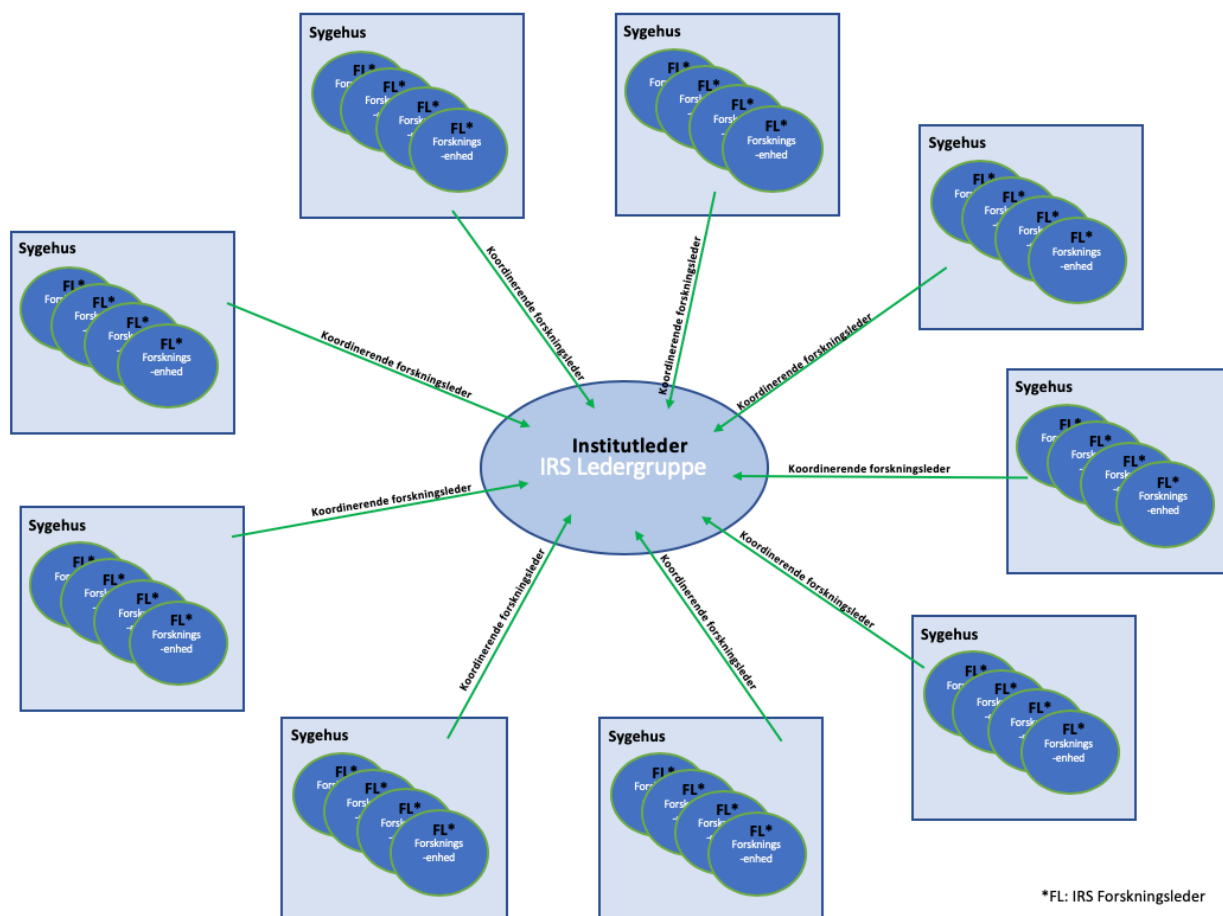 Sygehus
FL*
FL*
FL*
FL*
Forsknings
-enhed
Sygehus
FL*
FL*
FL*
FL*
Forsknings
-enhed
Sygehus
FL*
FL*
FL*
FL*
Forsknings
-enhed
Sygehus
FL*
FL*
FL*
FL*
Forsknings
-enhed
Koordinerende forskningsleder
Koordinerende forskningsleder
Koordinerende forskningsleder
Koordinerende forskningsleder
Institutleder
IRS Ledergruppe
Koordinerende forskningsleder
Sygehus
FL*
FL*
FL*
FL*
Forsknings
-enhed
Koordinerende forskningsleder
Sygehus
FL*
FL*
FL*
FL*
Forsknings
-enhed
Koordinerende forskningsleder
Koordinerende forskningsleder
Koordinerende forskningsleder
Sygehus
FL*
FL*
FL*
FL*
Forsknings
-enhed
Sygehus
FL*
FL*
FL*
FL*
Forsknings
-enhed
Sygehus
FL*
FL*
FL*
FL*
Forsknings
-enhed
*FL: IRS Forskningsleder